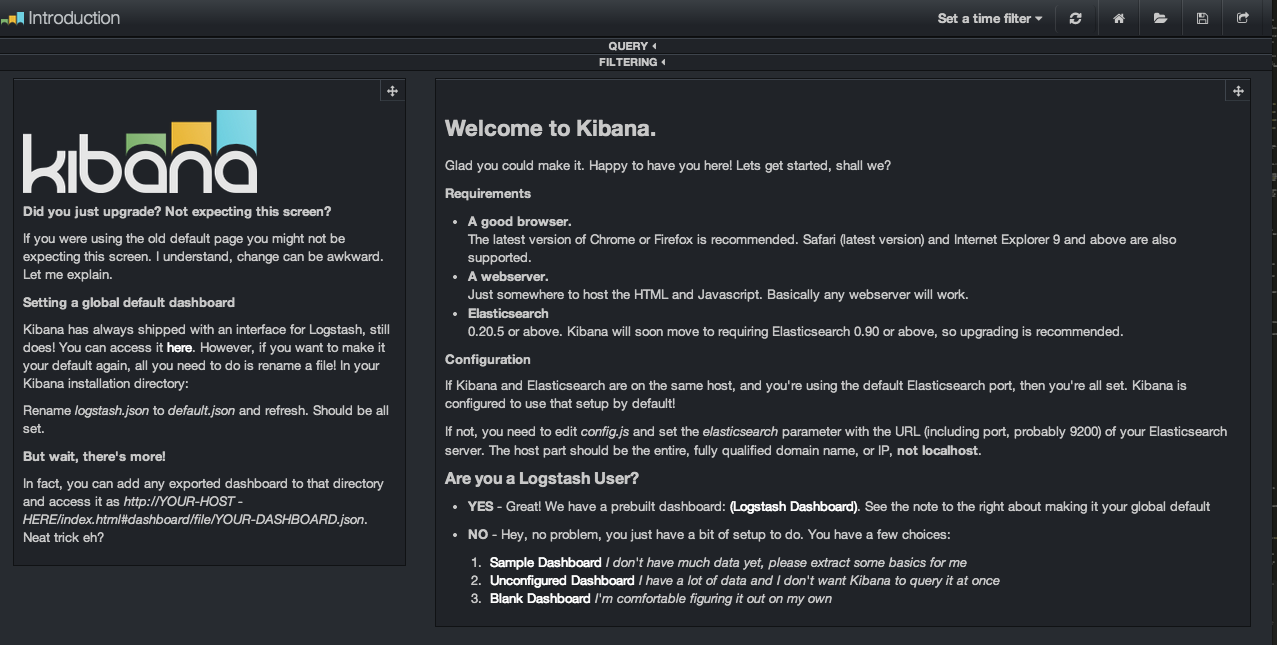 Introduction
Set a time filter
QUERY
FILTERING
kibana
Did you just upgrade? Not expecting this screen?
If you were using the old default page you might not be
expecting this screen. I understand, change can be awkward.
Let me explain.
Setting a global default dashboard
Kibana has always shipped with an interface for Logstash, still
does! You can access it here. However, if you want to make it
your default again, all you need to do is rename a file! In your
Kibana installation directory:
Rename logstash.json to default.json and refresh. Should be all
set.
But wait, there's more!
In fact, you can add any exported dashboard to that directory
and access it as http://YOUR-HOST -
HERE/index.html#dashboard/file/YOUR-DASHBOARD.json.
Neat trick eh?
Welcome to Kibana.
Glad you could make it. Happy to have you here! Lets get started, shall we?
Requirements
• A good browser.
The latest version of Chrome or Firefox is recommended. Safari (latest version) and Internet Explorer 9 and above are also
supported.
• A webserver.
Just somewhere to host the HTML and Javascript. Basically any webserver will work.
• Elasticsearch
0.20.5 or above. Kibana will soon move to requiring Elasticsearch 0.90 or above, so upgrading is recommended.
Configuration
If Kibana and Elasticsearch are on the same host, and you're using the default Elasticsearch port, then you're all set. Kibana is
configured to use that setup by default!
If not, you need to edit config.js and set the elasticsearch parameter with the URL (including port, probably 9200) of your Elasticsearch
server. The host part should be the entire, fully qualified domain name, or IP, not localhost.
Are you a Logstash User?
• YES - Great! We have a prebuilt dashboard: (Logstash Dashboard). See the note to the right about making it your global default
• NO - Hey, no problem, you just have a bit of setup to do. You have a few choices:
1. Sample Dashboard I don't have much data yet, please extract some basics for me
2. Unconfigured Dashboard I have a lot of data and I don't want Kibana to query it at once
3. Blank Dashboard I'm comfortable figuring it out on my own